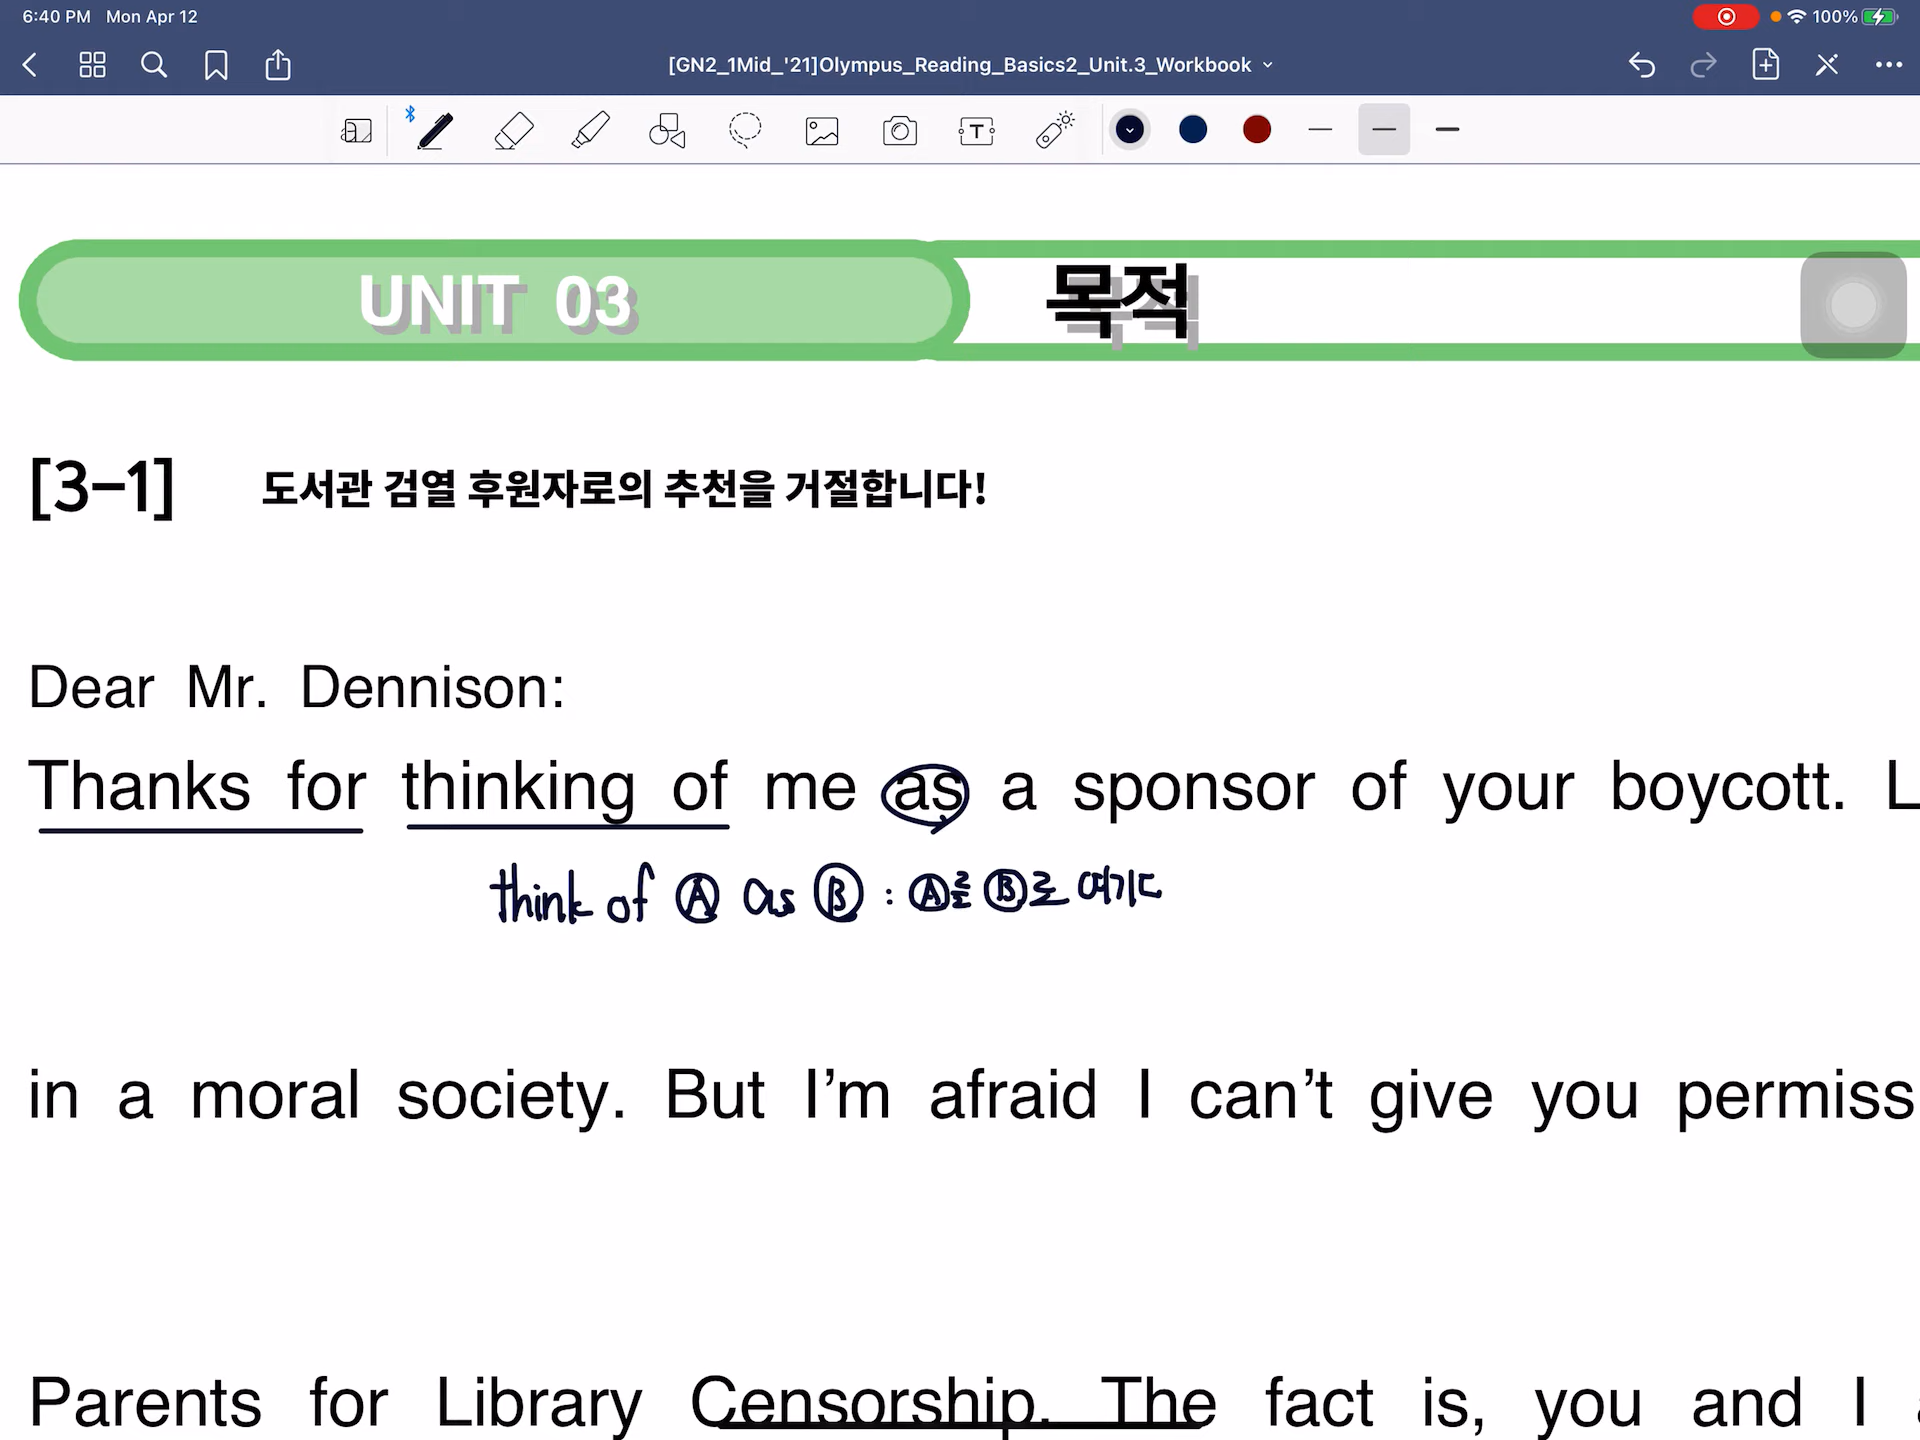 6:40 PM Mon Apr 12
100%
[GN2_1Mid_'21]Olympus_Reading_Basics2_Unit.3_Workbook
UNIT 03 목적
[3-1] 도서관 검열 후원자로의 추천을 거절합니다!
Dear Mr. Dennison:
Thanks for thinking of me as a sponsor of your boycott. L
think of Ⓐ as Ⓑ : Ⓐ를 Ⓑ로 여기다
in a moral society. But I'm afraid I can't give you permiss
Parents for Library Censorship. The fact is, you and I